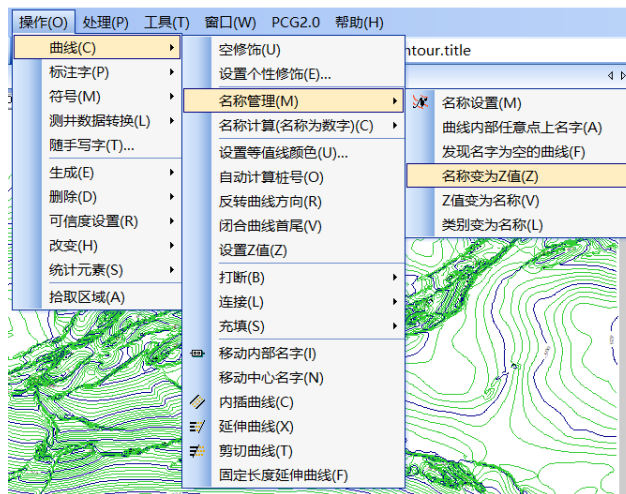 操作(O) 处理(P) 工具(T) 窗口(W) PCG2.0 帮助(H)
ntour.title
曲线(C)
标注字(P)
符号(M)
测井数据转换(L)
随手写字(T)...
生成(E)
删除(D)
可信度设置(R)
改变(H)
统计元素(S)
拾取区域(A)
空修饰(U)
设置个性修饰(E)...
名称管理(M)
名称计算(名称为数字)(C)
设置等值线颜色(U)...
自动计算桩号(O)
反转曲线方向(R)
闭合曲线首尾(V)
设置Z值(Z)
打断(B)
连接(L)
充填(S)
移动内部名字(I)
移动中心名字(N)
内插曲线(C)
延伸曲线(X)
剪切曲线(T)
固定长度延伸曲线(F)
名称设置(M)
曲线内部任意点上名字(A)
发现名字为空的曲线(F)
名称变为Z值(Z)
Z值变为名称(V)
类别变为名称(L)